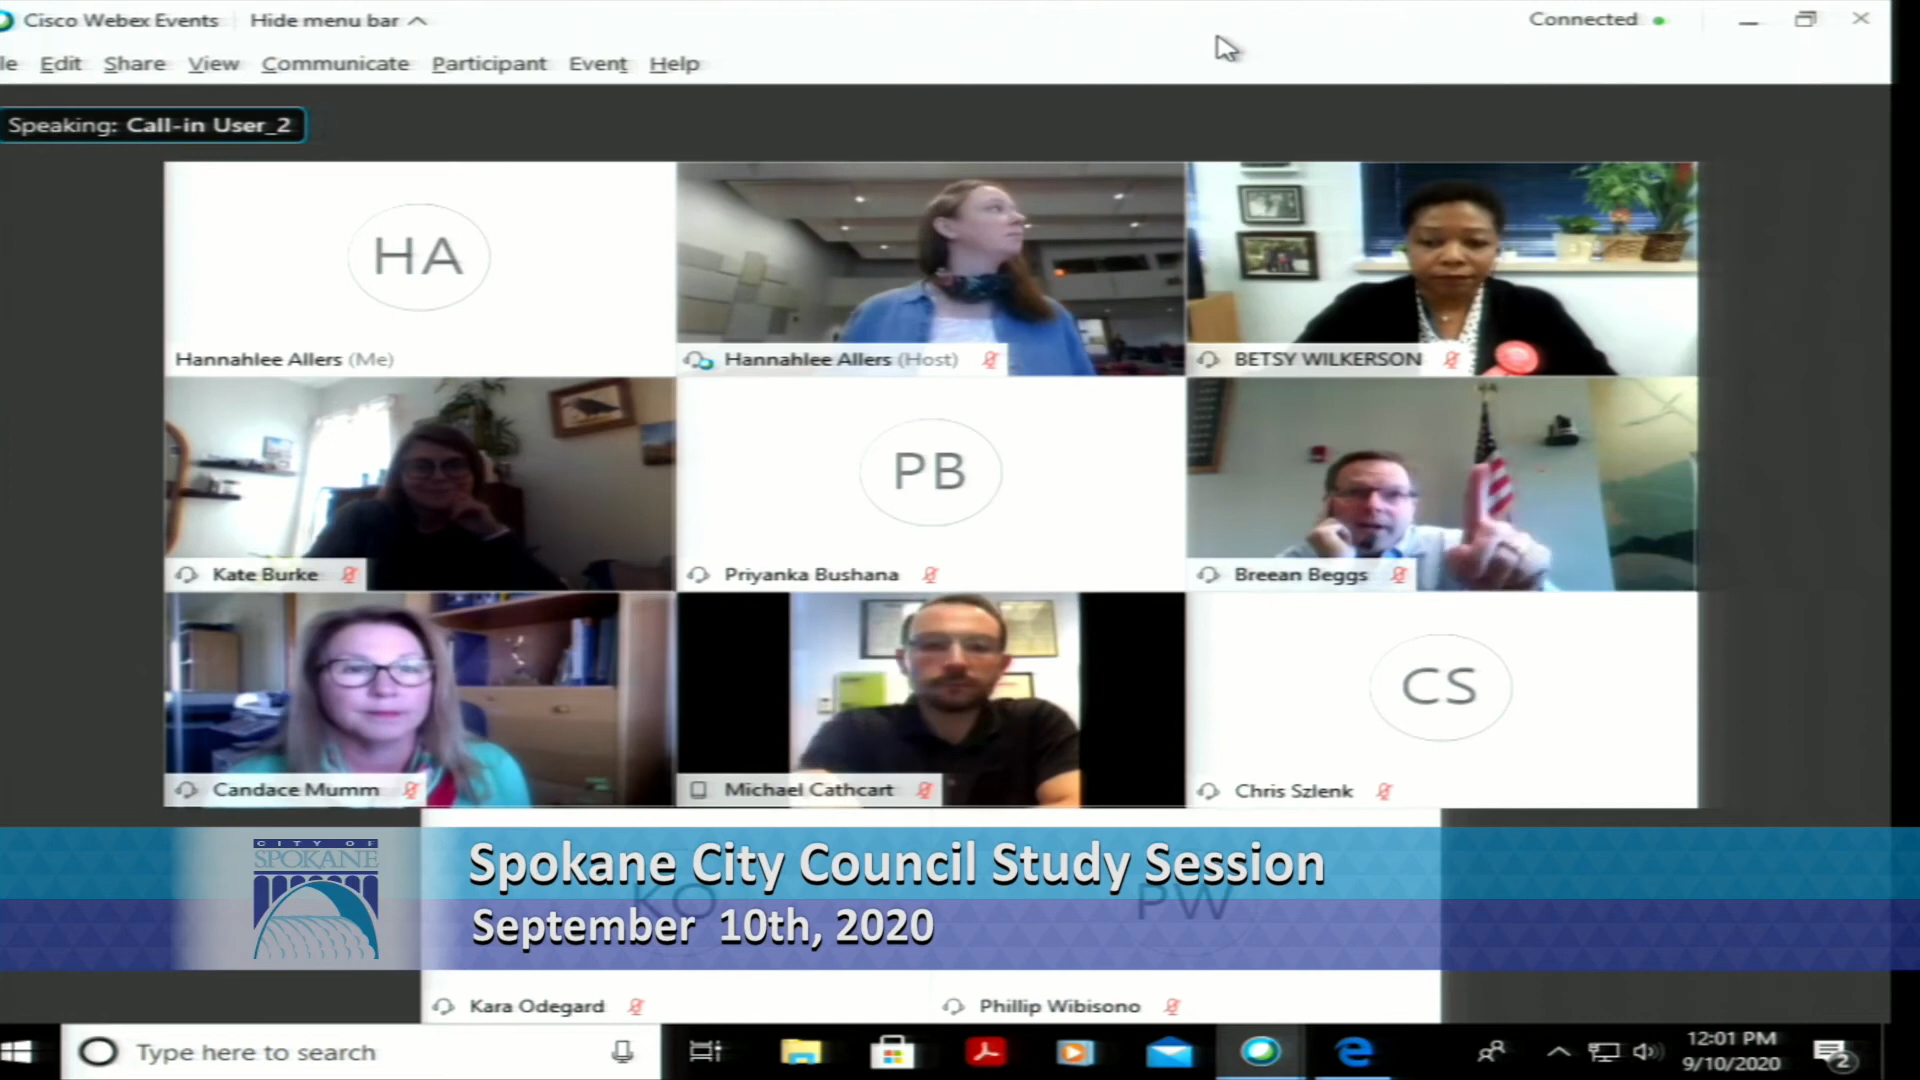 Cisco Webex Events Hide menu bar Connected
le Edit Share View Communicate Participant Event Help
Speaking: Call-in User_2
HA
Hannahlee Allers (Me)
Hannahlee Allers (Host)
BETSY WILKERSON
Kate Burke
PB
Priyanka Bushana
Breean Beggs
Candace Mumm
Michael Cathcart
CS
Chris Szlenk
CITY OF
SPOKANE
Spokane City Council Study Session
KO
PW
September 10th, 2020
Kara Odegard
Phillip Wibisono
Type here to search
12:01 PM
9/10/2020
2